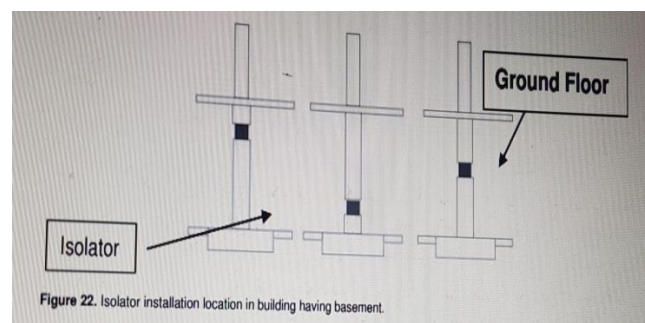 Ground Floor
Isolator
Figure 22. Isolator installation location in building having basement.